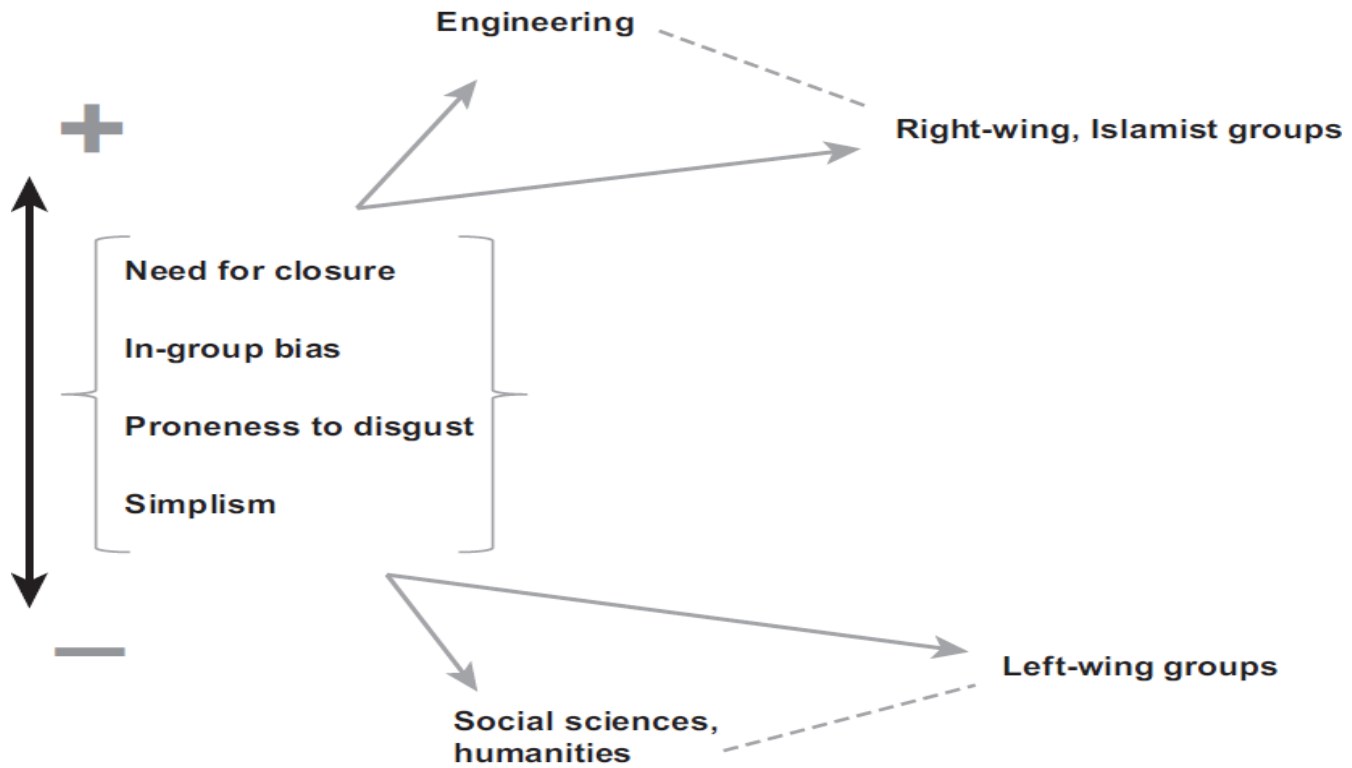 Engineering
+
Right-wing, Islamist groups
Need for closure
In-group bias
Proneness to disgust
Simplism
—
Left-wing groups
Social sciences,
humanities